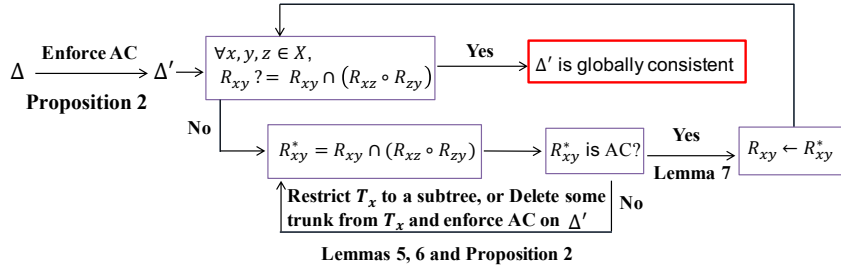 Enforce AC
Δ
Δ′
Proposition 2
∀x, y, z ∈ X,
R_xy ?= R_xy ∩ (R_xz ∘ R_zy)
Yes
Δ′ is globally consistent
No
R*_xy = R_xy ∩ (R_xz ∘ R_zy)
R*_xy is AC?
Yes
Lemma 7
R_xy ← R*_xy
Restrict T_x to a subtree, or Delete some
trunk from T_x and enforce AC on Δ′
No
Lemmas 5, 6 and Proposition 2